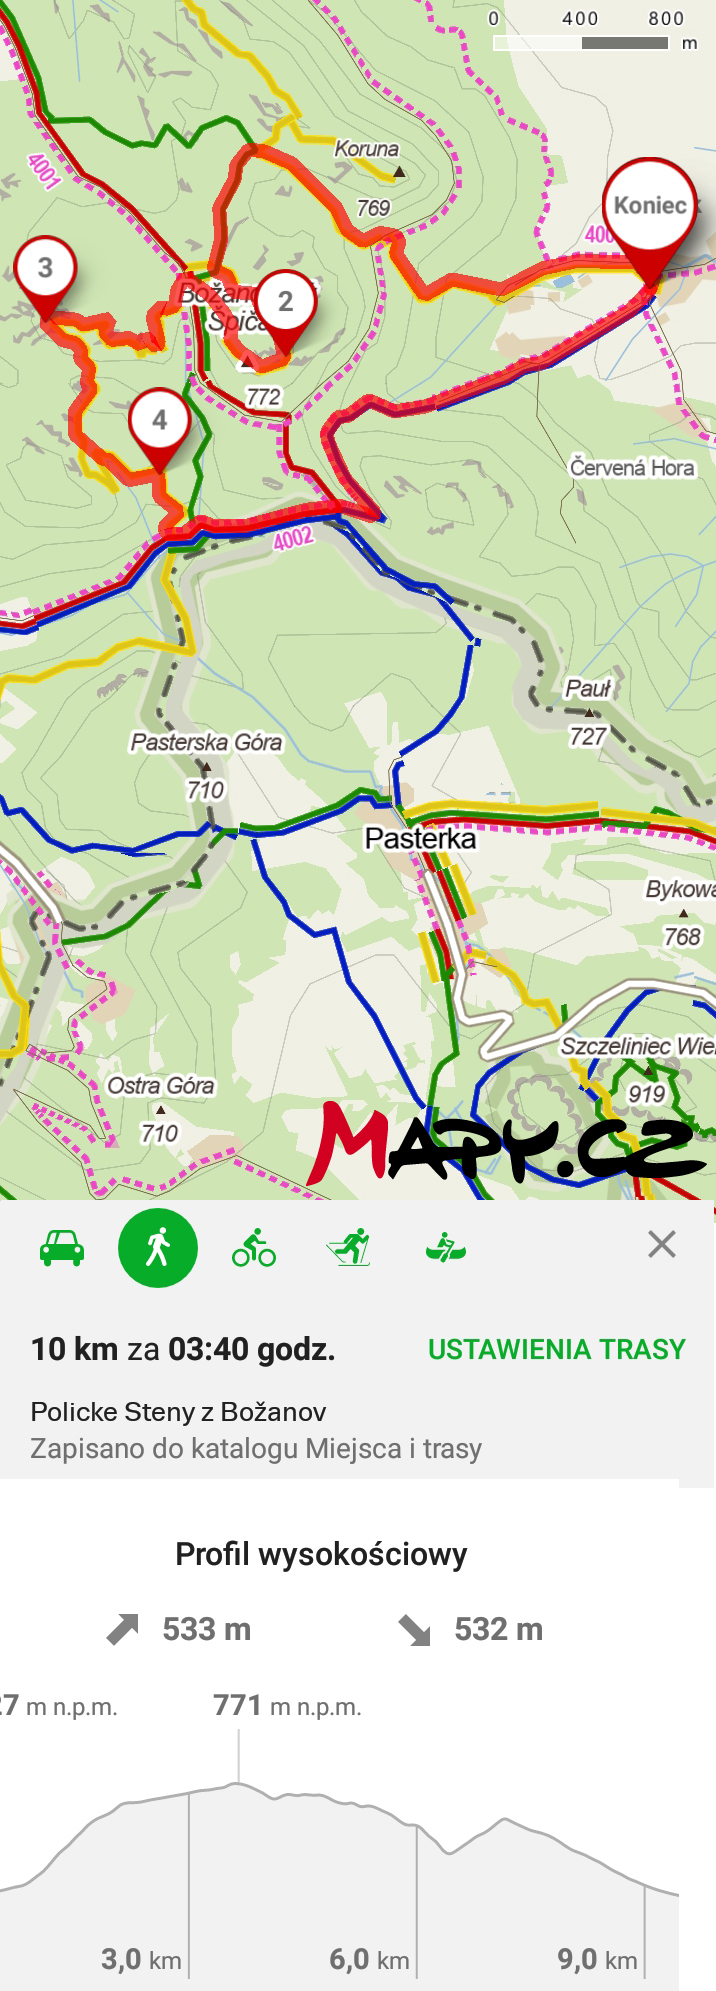 0 400 800
m
Koruna
4001
769
Koniec
400
3
2
Špič
772
4
Červená Hora
4002
Pauł
727
Pasterska Góra
710
Pasterka
Bykowa
768
Szczeliniec Wiel
919
Ostra Góra
710
MAPY.CZ
10 km za 03:40 godz.
USTAWIENIA TRASY
Policke Steny z Božanov
Zapisano do katalogu Miejsca i trasy
Profil wysokościowy
533 m
532 m
27 m n.p.m.
771 m n.p.m.
3,0 km
6,0 km
9,0 km